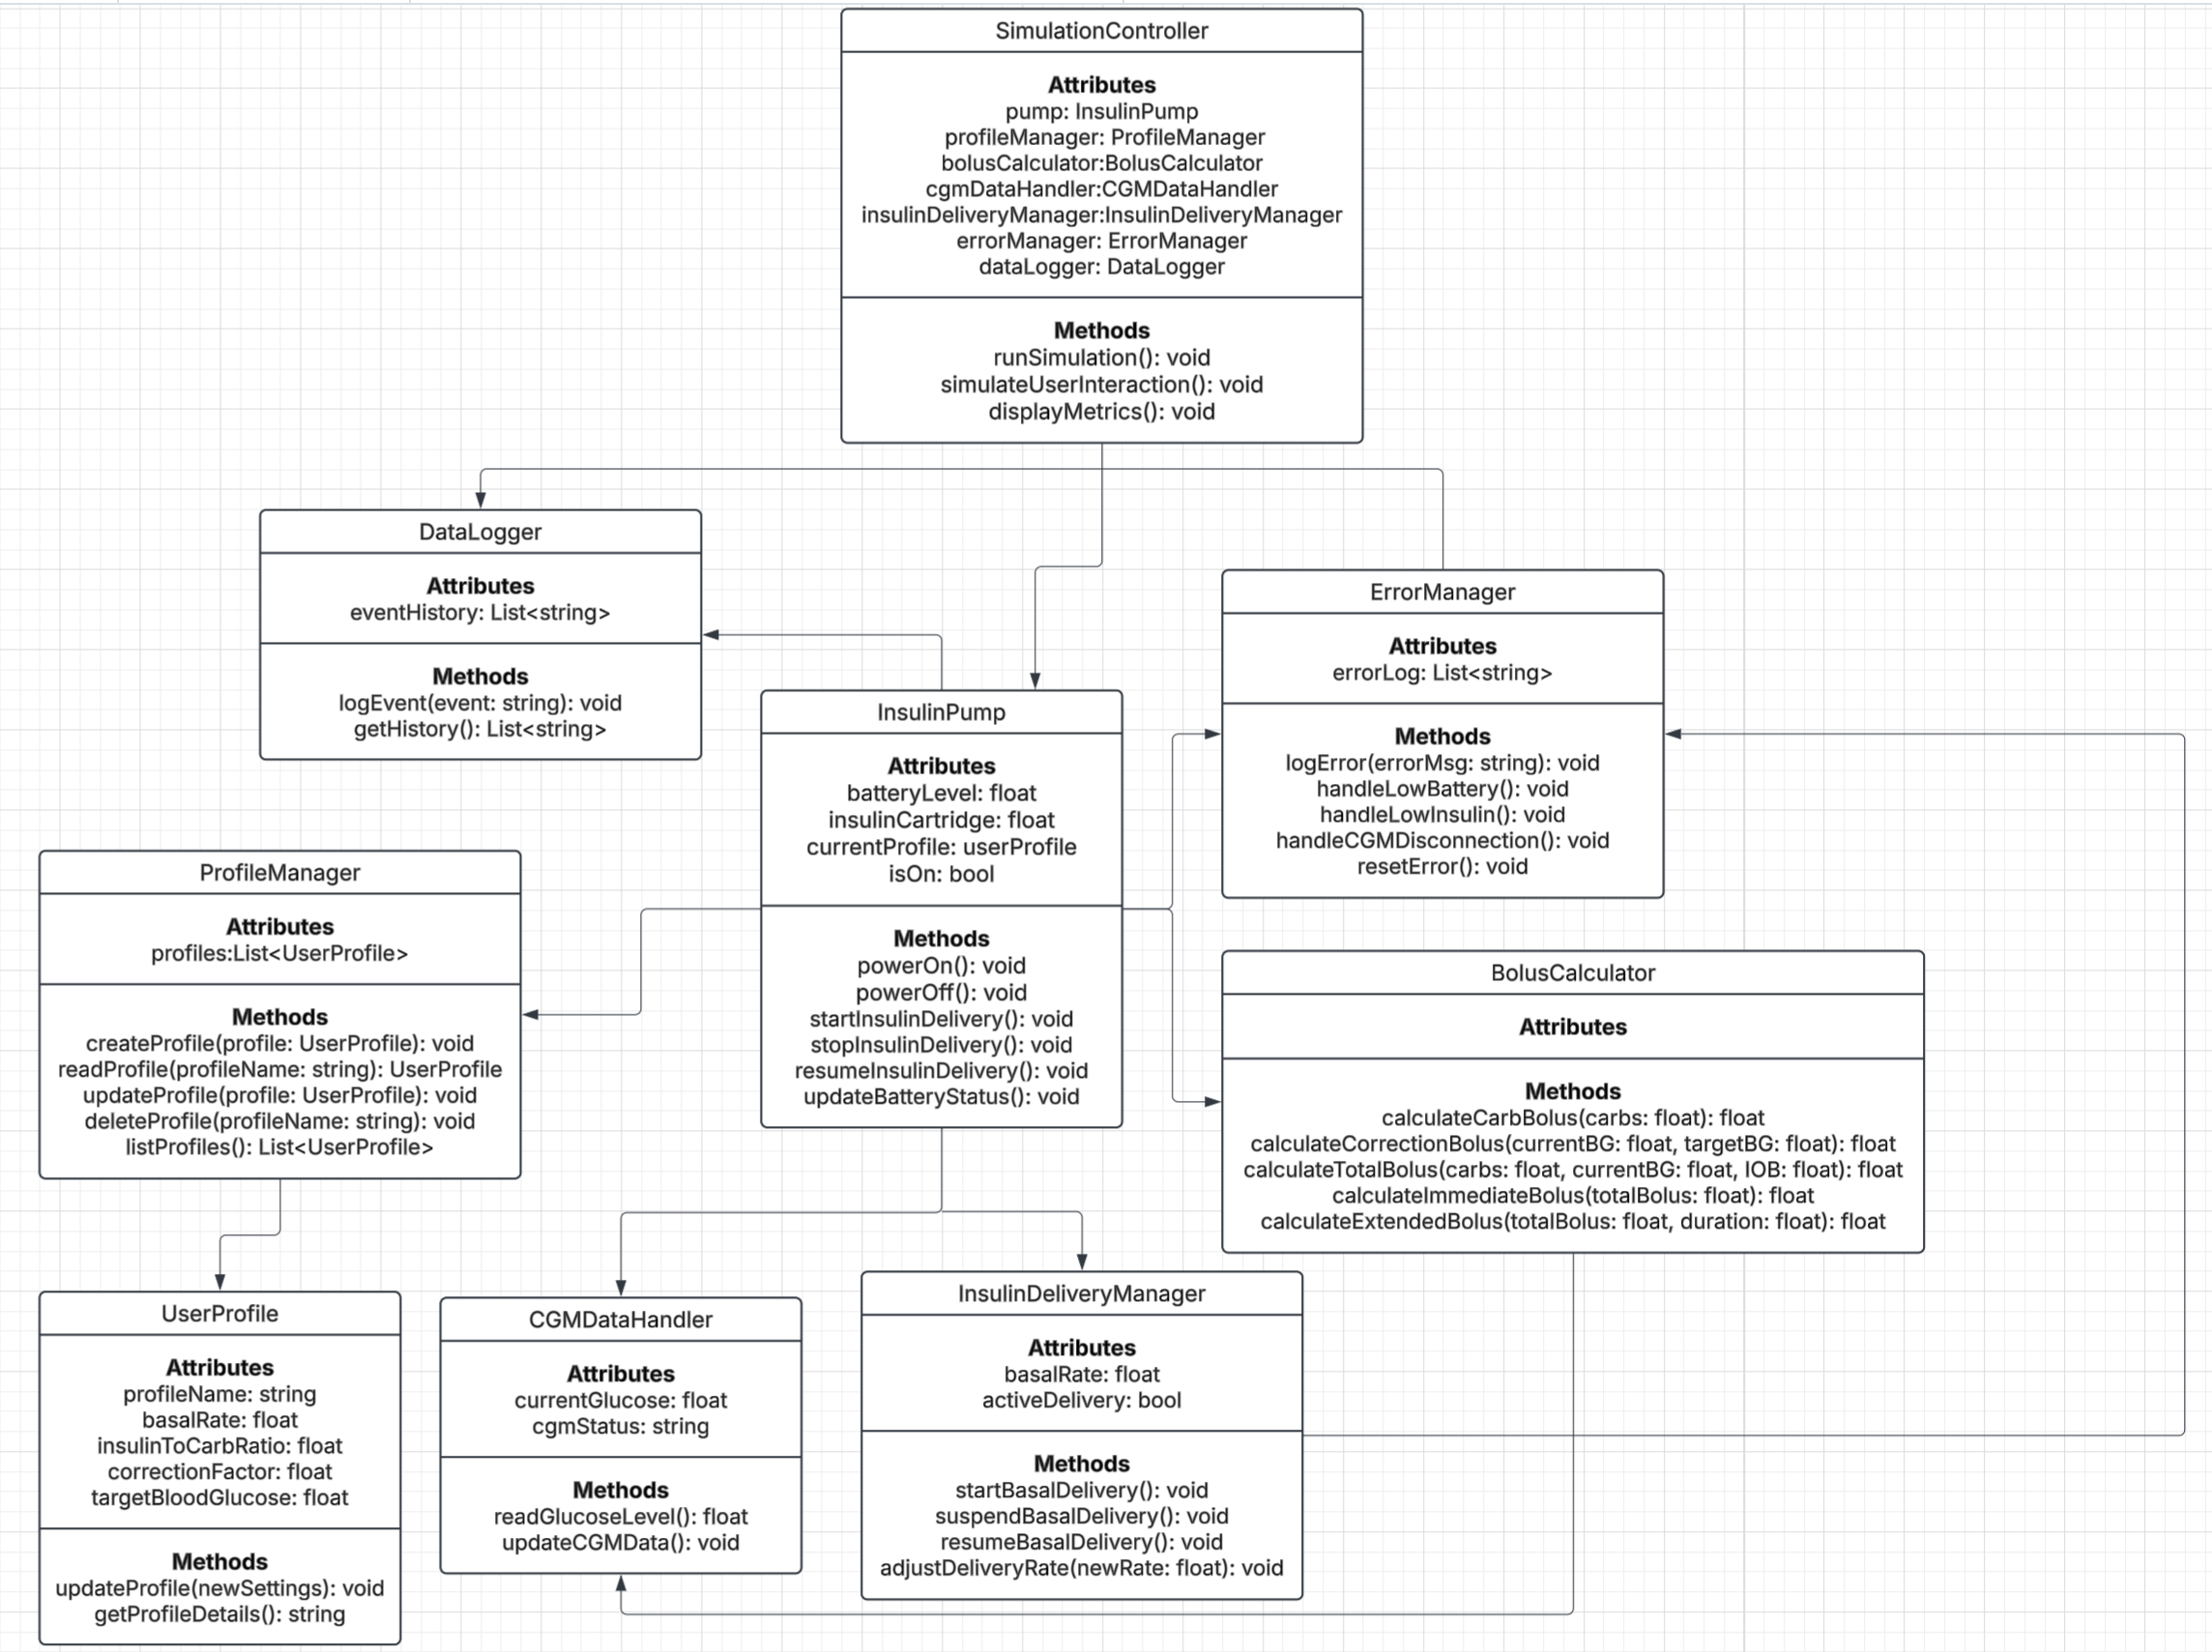 SimulationController
Attributes
pump: InsulinPump
profileManager: ProfileManager
bolusCalculator:BolusCalculator
cgmDataHandler:CGMDataHandler
insulinDeliveryManager:InsulinDeliveryManager
errorManager: ErrorManager
dataLogger: DataLogger
Methods
runSimulation(): void
simulateUserInteraction(): void
displayMetrics(): void
DataLogger
Attributes
eventHistory: List<string>
Methods
logEvent(event: string): void
getHistory(): List<string>
ErrorManager
Attributes
errorLog: List<string>
Methods
logError(errorMsg: string): void
handleLowBattery(): void
handleLowInsulin(): void
handleCGMDisconnection(): void
resetError(): void
InsulinPump
Attributes
batteryLevel: float
insulinCartridge: float
currentProfile: userProfile
isOn: bool
Methods
powerOn(): void
powerOff(): void
startInsulinDelivery(): void
stopInsulinDelivery(): void
resumeInsulinDelivery(): void
updateBatteryStatus(): void
ProfileManager
Attributes
profiles:List<UserProfile>
Methods
createProfile(profile: UserProfile): void
readProfile(profileName: string): UserProfile
updateProfile(profile: UserProfile): void
deleteProfile(profileName: string): void
listProfiles(): List<UserProfile>
BolusCalculator
Attributes
Methods
calculateCarbBolus(carbs: float): float
calculateCorrectionBolus(currentBG: float, targetBG: float): float
calculateTotalBolus(carbs: float, currentBG: float, IOB: float): float
calculateImmediateBolus(totalBolus: float): float
calculateExtendedBolus(totalBolus: float, duration: float): float
UserProfile
Attributes
profileName: string
basalRate: float
insulinToCarbRatio: float
correctionFactor: float
targetBloodGlucose: float
Methods
updateProfile(newSettings): void
getProfileDetails(): string
CGMDataHandler
Attributes
currentGlucose: float
cgmStatus: string
Methods
readGlucoseLevel(): float
updateCGMData(): void
InsulinDeliveryManager
Attributes
basalRate: float
activeDelivery: bool
Methods
startBasalDelivery(): void
suspendBasalDelivery(): void
resumeBasalDelivery(): void
adjustDeliveryRate(newRate: float): void